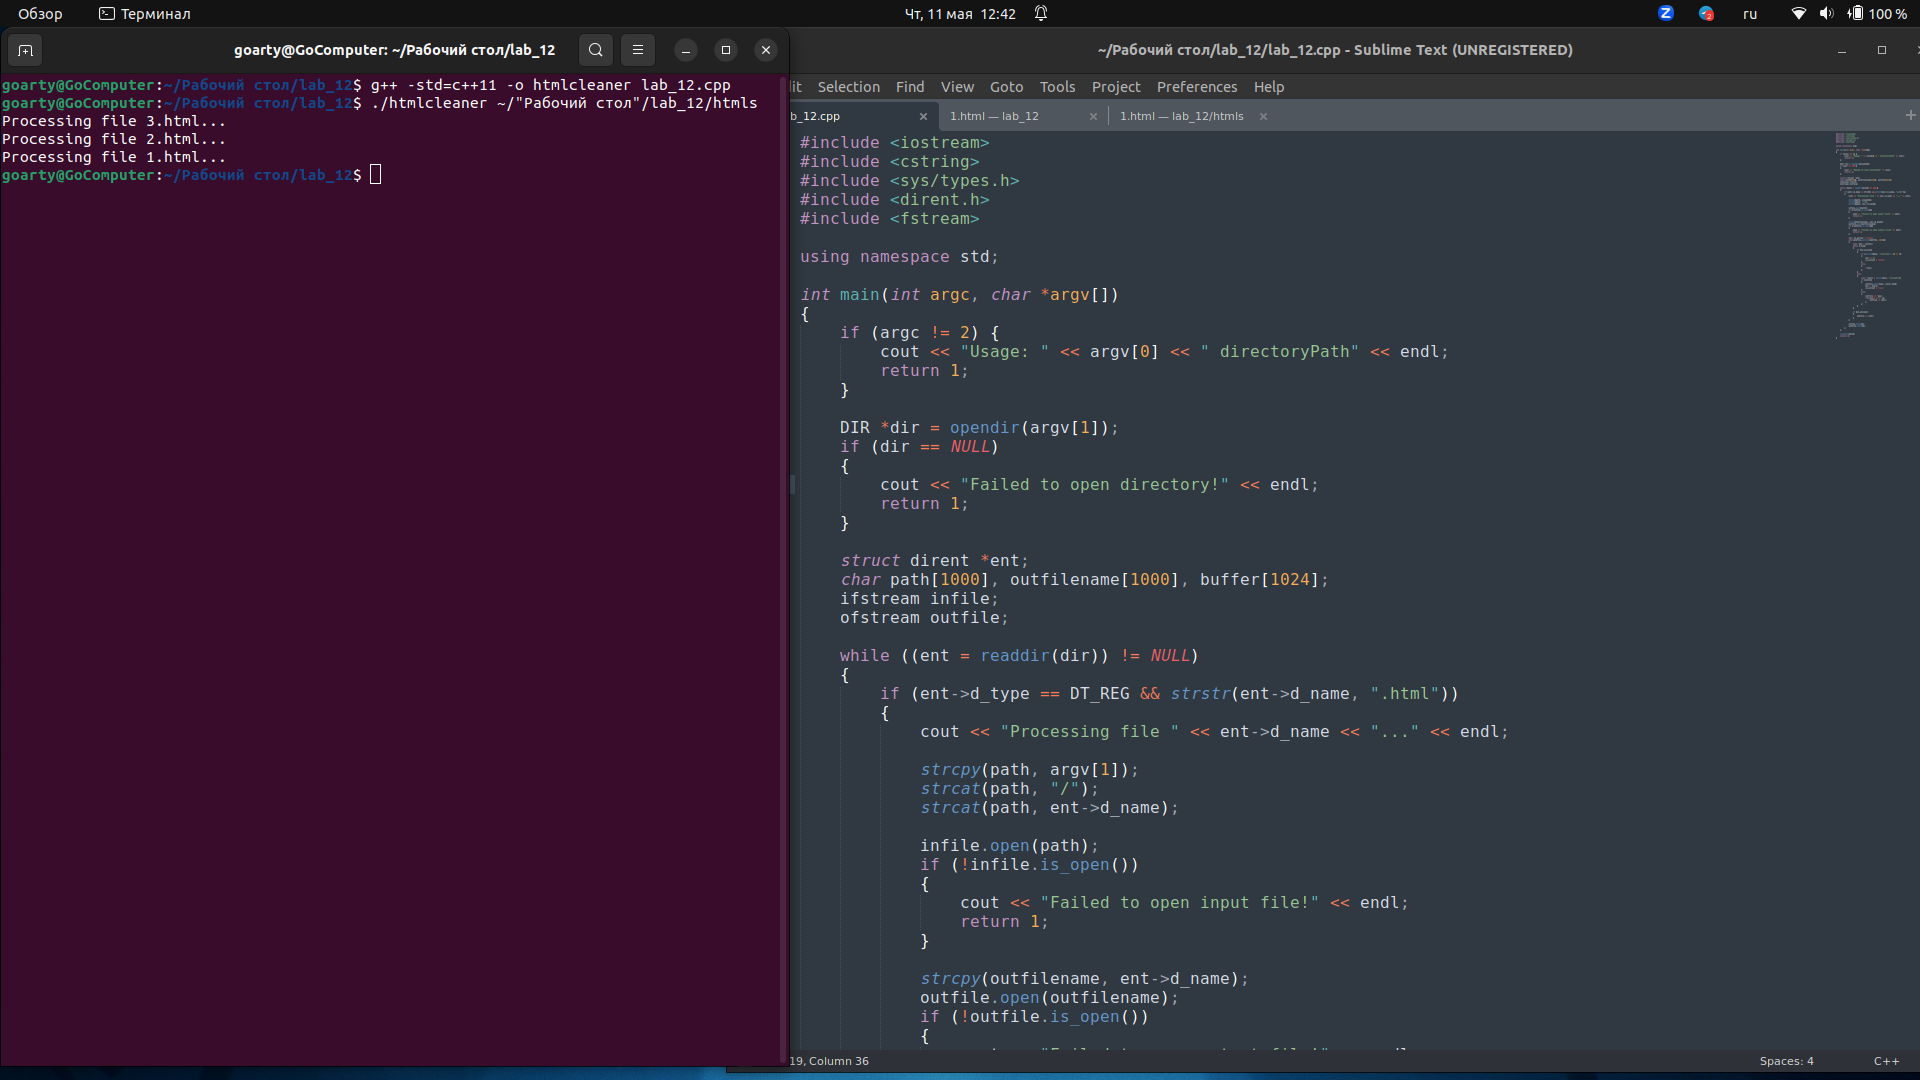 Обзор
Терминал
Чт, 11 мая 12:42
ru
100 %
goarty@GoComputer: ~/Рабочий стол/lab_12
goarty@GoComputer:~/Рабочий стол/lab_12$ g++ -std=c++11 -o htmlcleaner lab_12.cpp
goarty@GoComputer:~/Рабочий стол/lab_12$ ./htmlcleaner ~/"Рабочий стол"/lab_12/htmls
Processing file 3.html...
Processing file 2.html...
Processing file 1.html...
goarty@GoComputer:~/Рабочий стол/lab_12$
~/Рабочий стол/lab_12/lab_12.cpp - Sublime Text (UNREGISTERED)
it Selection Find View Goto Tools Project Preferences Help
b_12.cpp
1.html — lab_12
1.html — lab_12/htmls
#include <iostream>
#include <cstring>
#include <sys/types.h>
#include <dirent.h>
#include <fstream>
using namespace std;
int main(int argc, char *argv[])
{
if (argc != 2) {
cout << "Usage: " << argv[0] << " directoryPath" << endl;
return 1;
}
DIR *dir = opendir(argv[1]);
if (dir == NULL)
{
cout << "Failed to open directory!" << endl;
return 1;
}
struct dirent *ent;
char path[1000], outfilename[1000], buffer[1024];
ifstream infile;
ofstream outfile;
while ((ent = readdir(dir)) != NULL)
{
if (ent->d_type == DT_REG && strstr(ent->d_name, ".html"))
{
cout << "Processing file " << ent->d_name << "..." << endl;
strcpy(path, argv[1]);
strcat(path, "/");
strcat(path, ent->d_name);
infile.open(path);
if (!infile.is_open())
{
cout << "Failed to open input file!" << endl;
return 1;
}
strcpy(outfilename, ent->d_name);
outfile.open(outfilename);
if (!outfile.is_open())
{
19, Column 36
Spaces: 4
C++